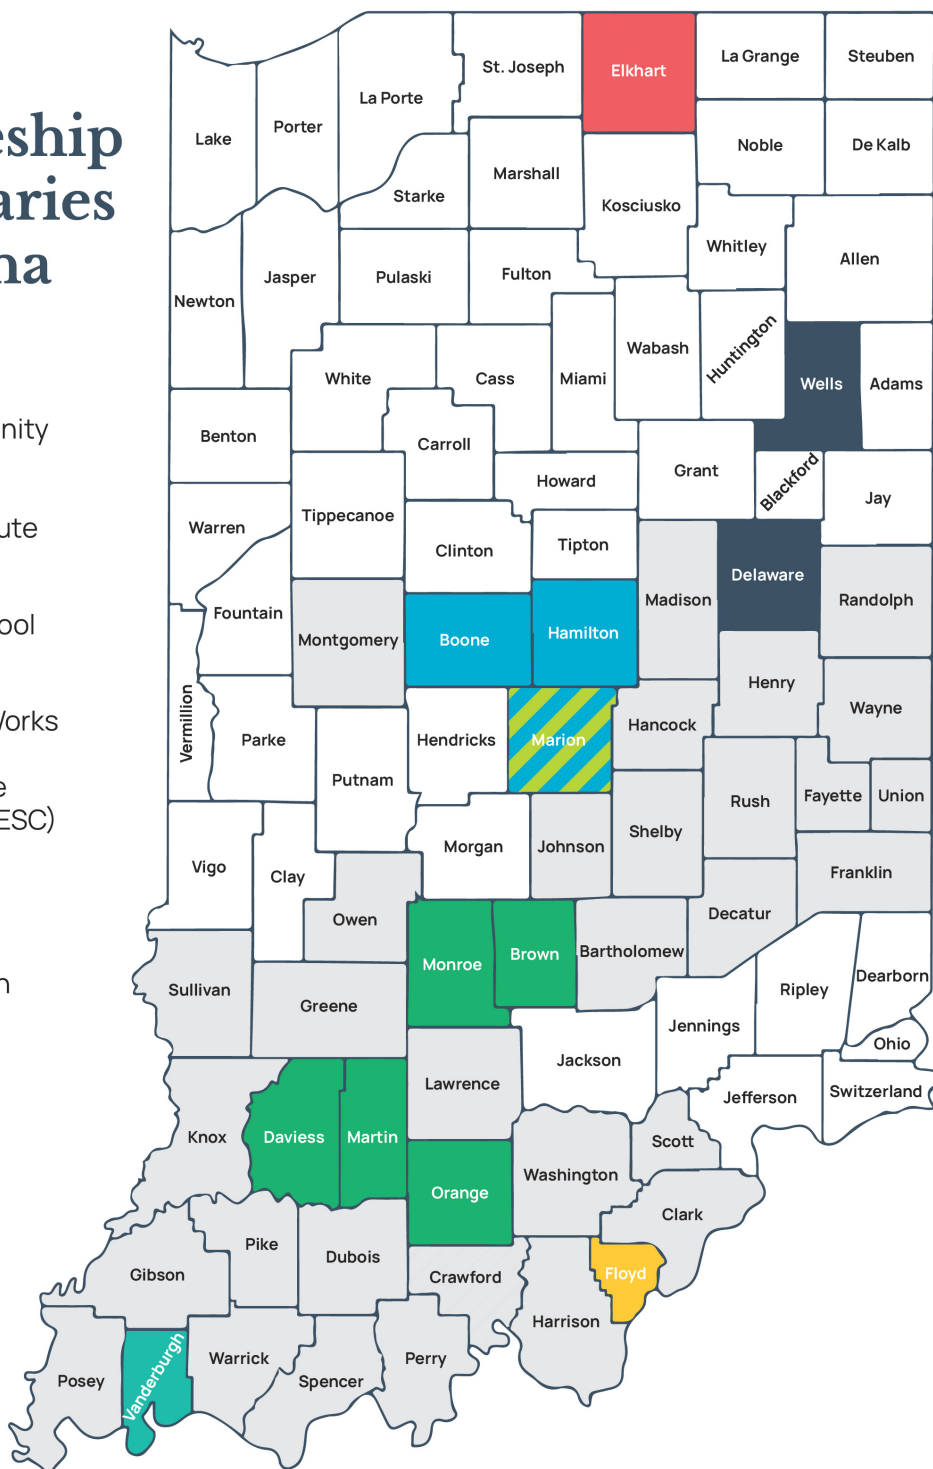 eship
aries
na
nity
ute
ool
Works
e
ESC)
n
St. Joseph
Elkhart
La Grange
Steuben
La Porte
Lake
Porter
Noble
De Kalb
Marshall
Starke
Kosciusko
Whitley
Allen
Jasper
Pulaski
Fulton
Newton
Wabash
Huntington
White
Cass
Miami
Wells
Adams
Benton
Carroll
Grant
Blackford
Howard
Jay
Tippecanoe
Warren
Clinton
Tipton
Delaware
Madison
Randolph
Fountain
Montgomery
Boone
Hamilton
Henry
Wayne
Vermillion
Parke
Hendricks
Marion
Hancock
Putnam
Rush
Fayette
Union
Morgan
Johnson
Shelby
Vigo
Clay
Franklin
Owen
Decatur
Monroe
Brown
Bartholomew
Sullivan
Greene
Ripley
Dearborn
Jennings
Ohio
Jackson
Lawrence
Jefferson
Switzerland
Knox
Daviess
Martin
Scott
Washington
Orange
Clark
Pike
Dubois
Gibson
Crawford
Floyd
Harrison
Posey
Vanderburgh
Warrick
Spencer
Perry